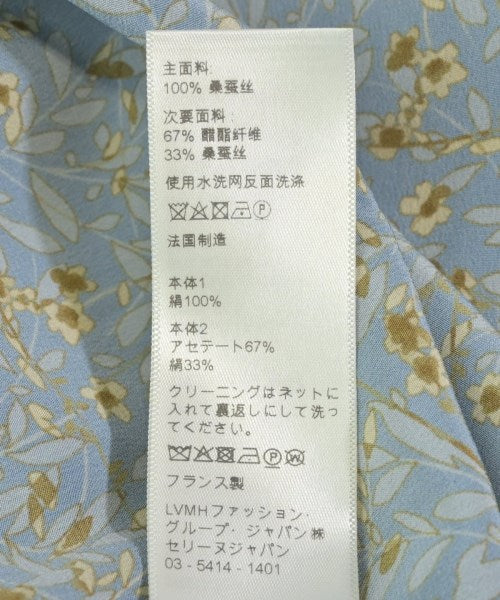 主面料:
100% 桑蚕丝
次要面料:
67% 醋酯纤维
33% 桑蚕丝
使用水洗网反面洗涤
P
法国制造
本体1
絹100%
本体2
アセテート67%
絹33%
クリーニングはネットに
入れて裏返しにして洗っ
てください。
P W
フランス製
LVMHファッション・
グループ・ジャパン㈱
セリーヌジャパン
03 - 5414 - 1401